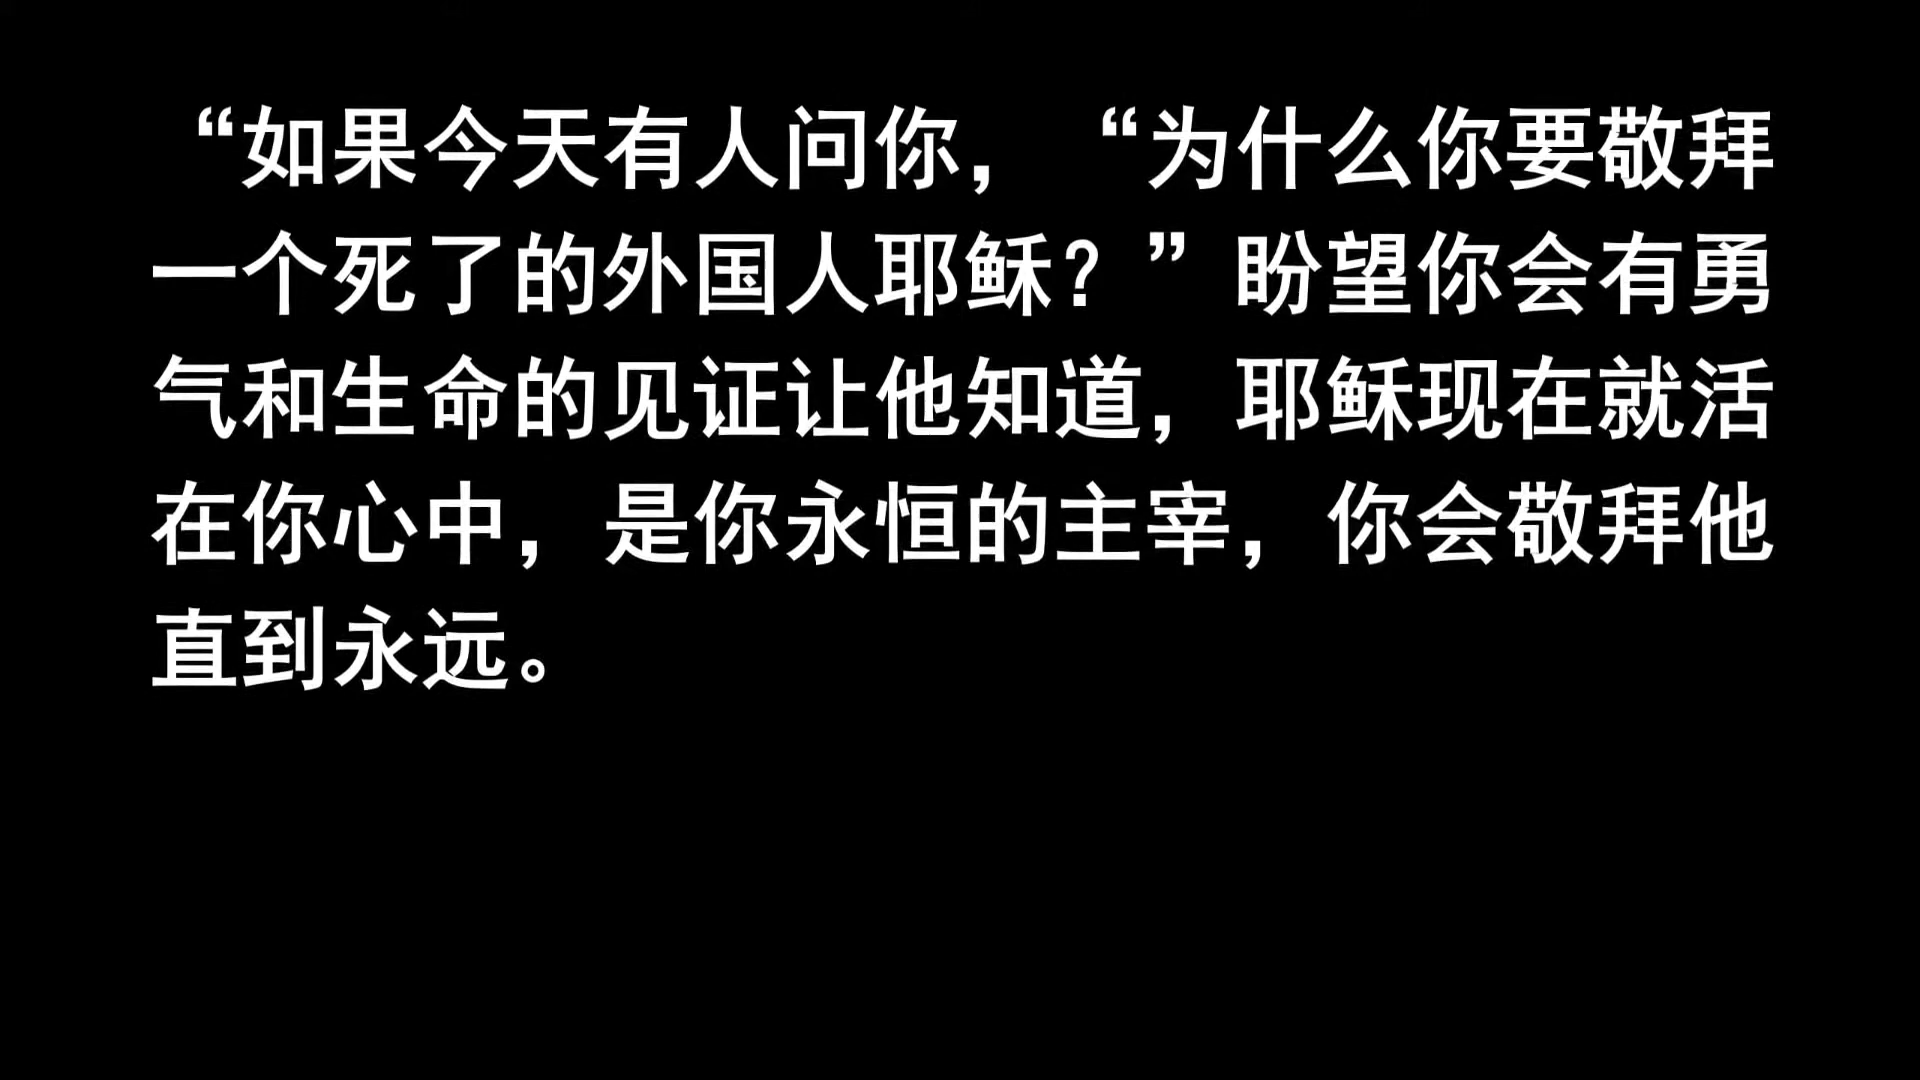 “如果今天有人问你，“为什么你要敬拜
一个死了的外国人耶稣？”盼望你会有勇
气和生命的见证让他知道，耶稣现在就活
在你心中，是你永恒的主宰，你会敬拜他
直到永远。